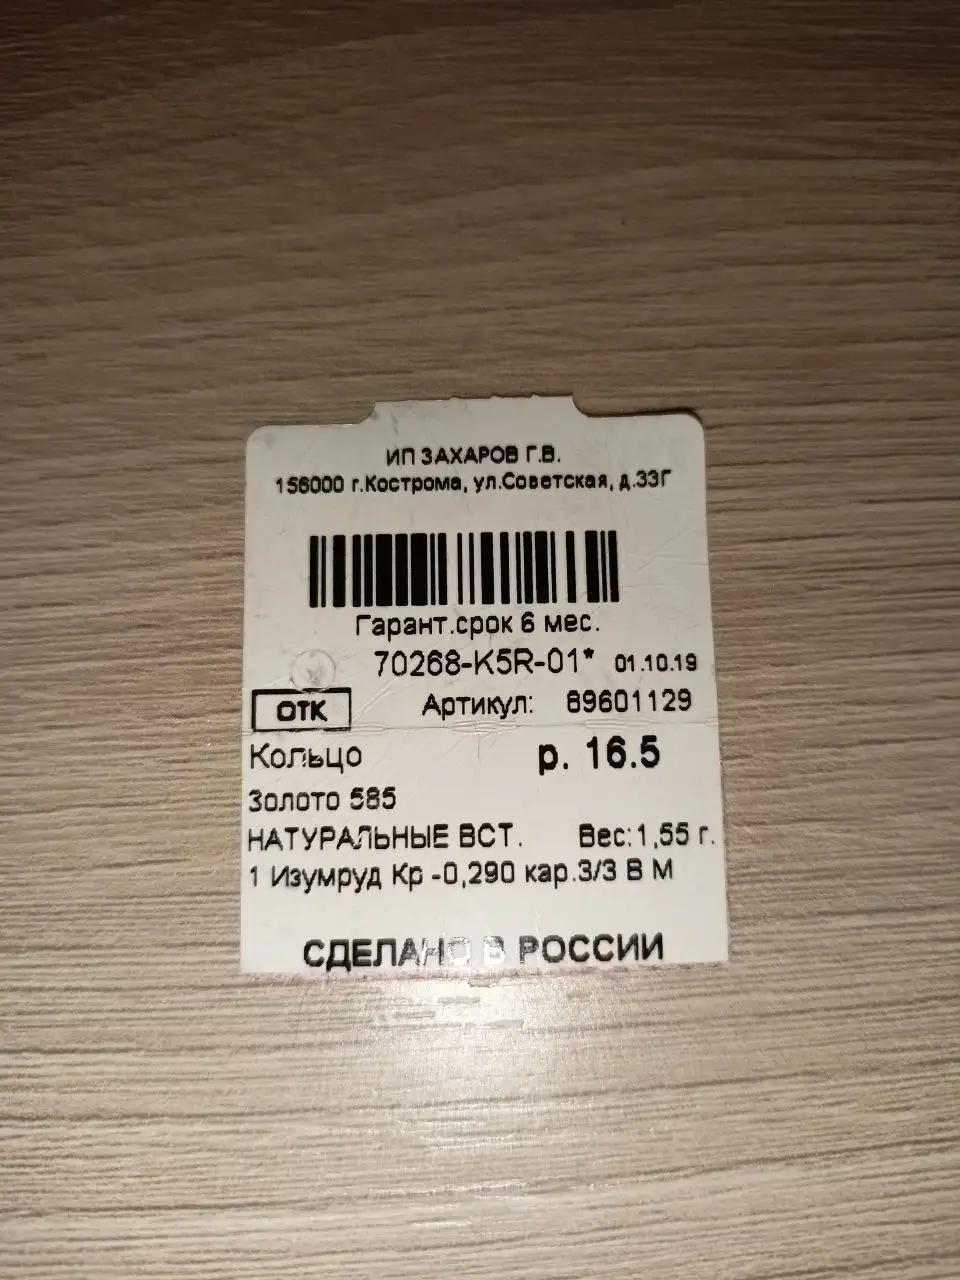 ИП ЗАХАРОВ Г.В.
156000 г.Кострома, ул.Советская, д.33Г
Гарант.срок 6 мес.
70268-K5R-01* 01.10.19
ОТК Артикул: 89601129
Кольцо р. 16.5
Золото 585
НАТУРАЛЬНЫЕ ВСТ. Вес:1,55 г.
1 Изумруд Кр -0,290 кар.3/3 В М
СДЕЛАНО В РОССИИ